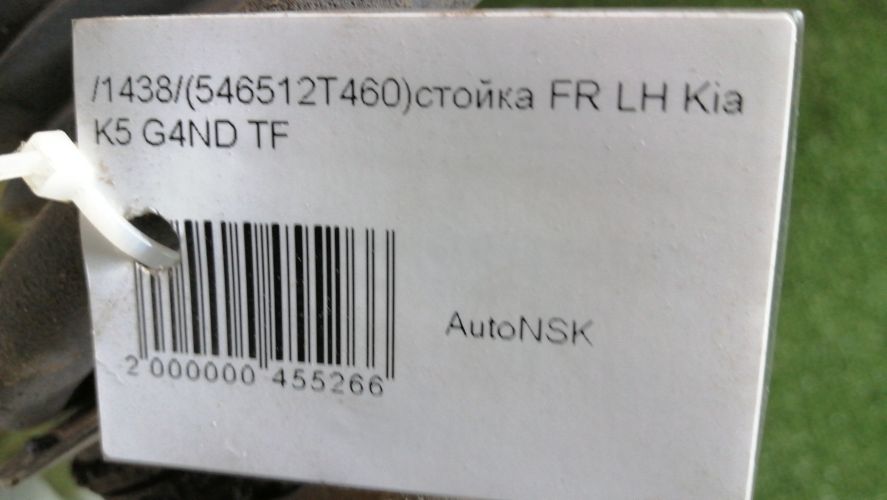 /1438/(546512T460)стойка FR LH Kia
K5 G4ND TF
AutoNSK
2 000000 455266